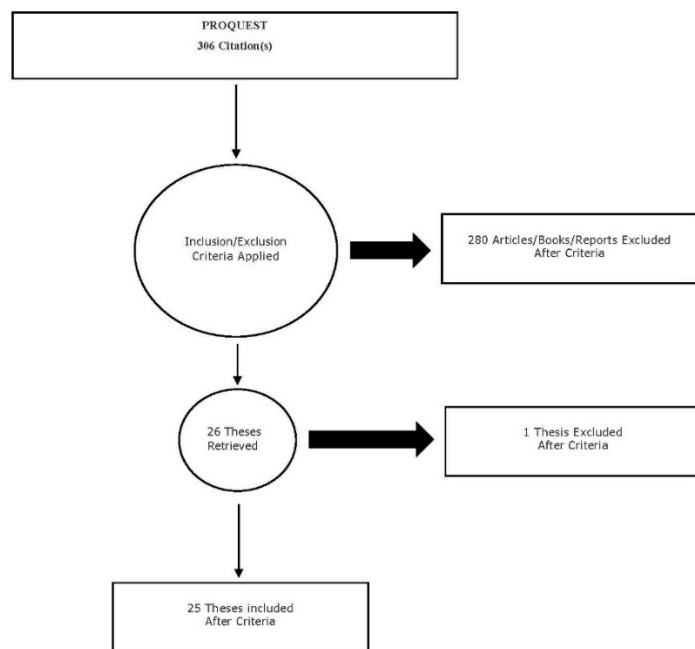 PROQUEST
306 Citation(s)
Inclusion/Exclusion
Criteria Applied
280 Articles/Books/Reports Excluded
After Criteria
26 Theses
Retrieved
1 Thesis Excluded
After Criteria
25 Theses included
After Criteria